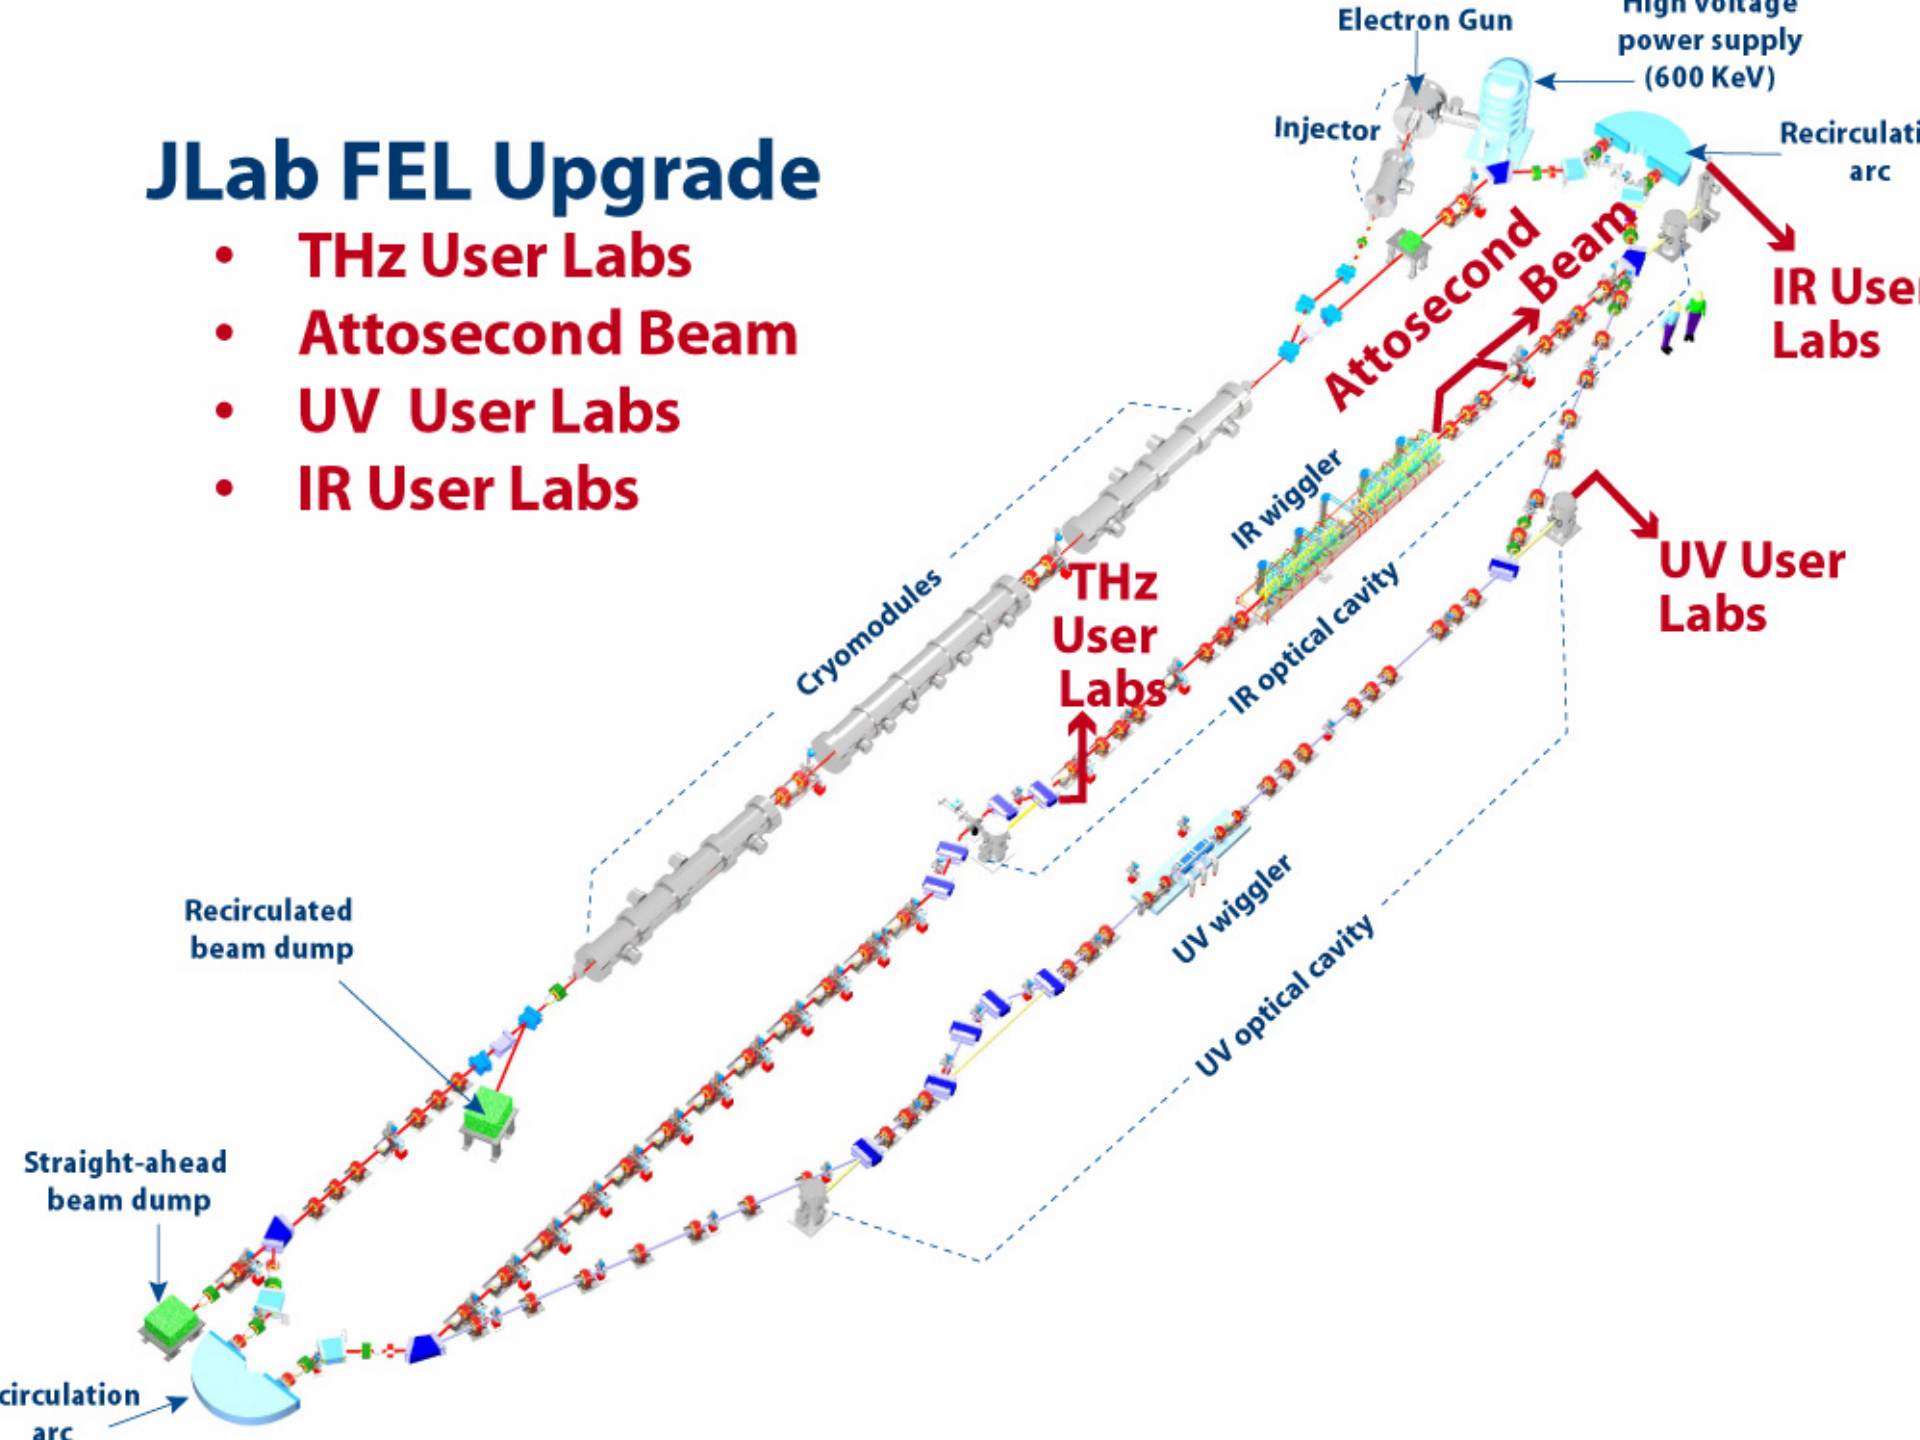 Electron Gun
High voltage
power supply
(600 KeV)
Injector
JLab FEL Upgrade
• THz User Labs
• Attosecond Beam
• UV User Labs
• IR User Labs
arc
Attosecond
Beam
IR User
Labs
IR wiggler
THz
User
Labs
Cryomodules
IR optical cavity
UV User
Labs
UV wiggler
UV optical cavity
Recirculated
beam dump
Straight-ahead
beam dump
arc